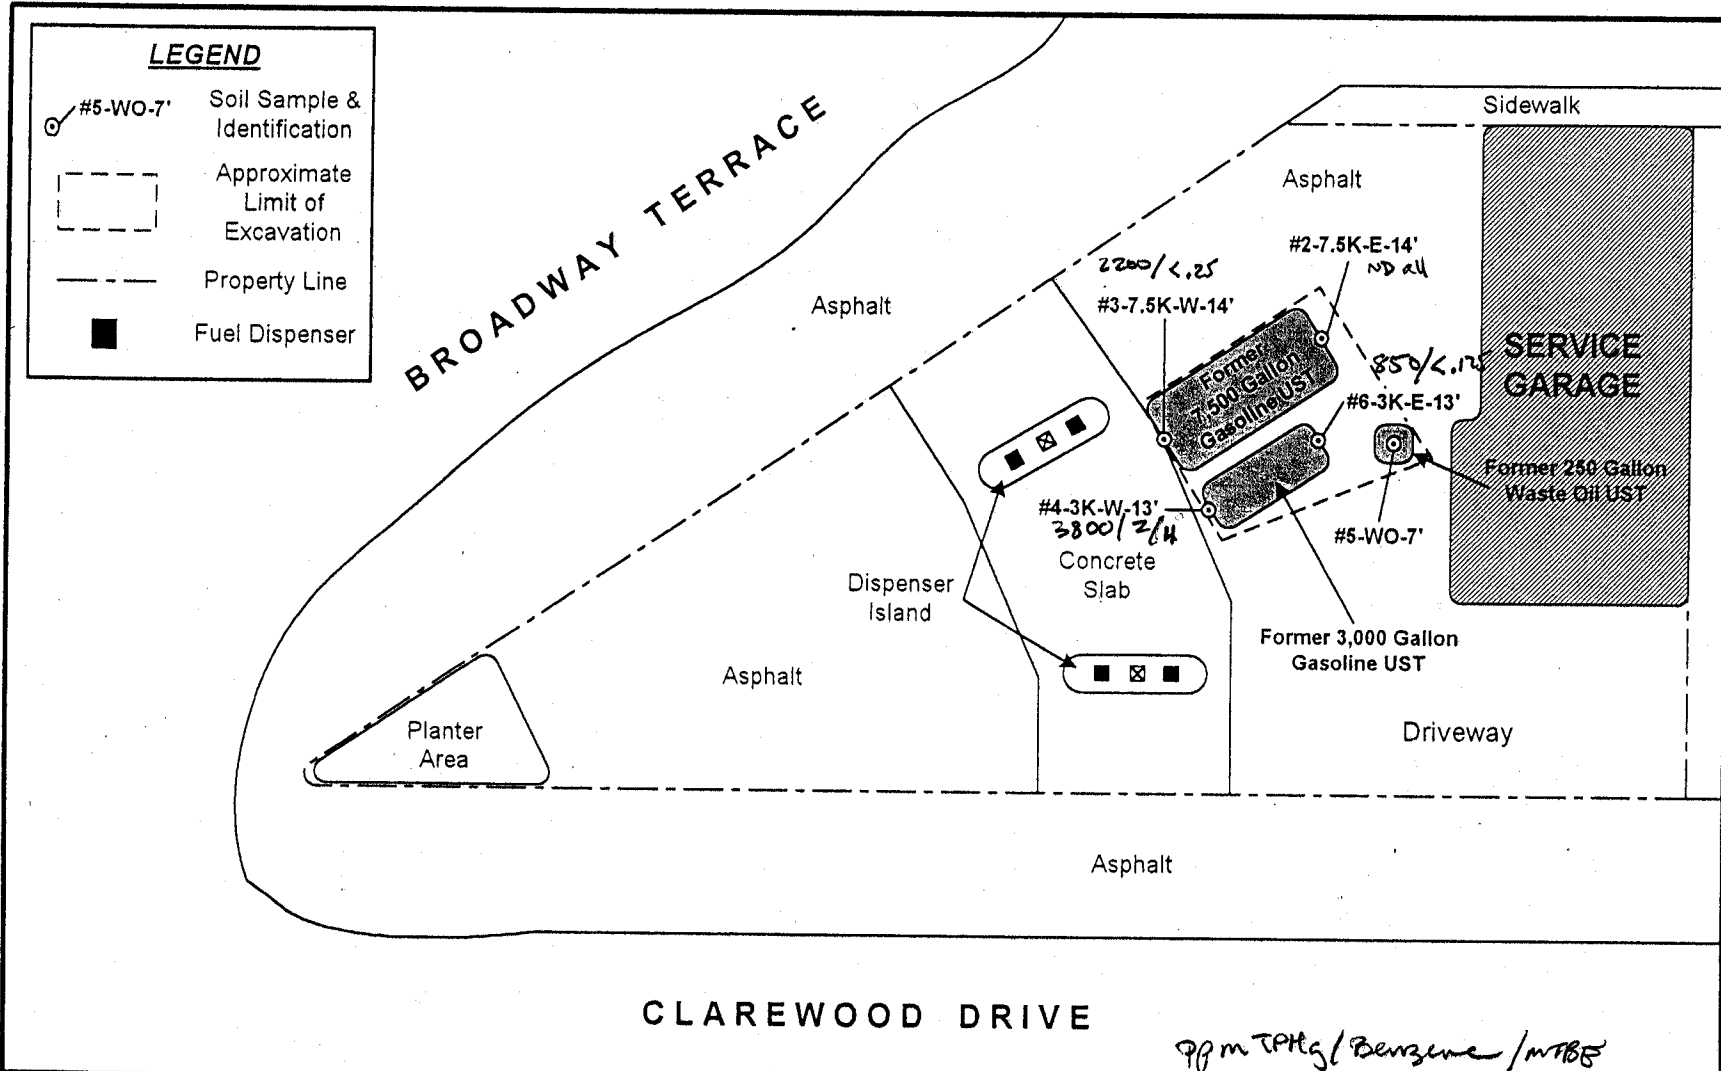 LEGEND
#5-WO-7'
Soil Sample &
Identification
Approximate
Limit of
Excavation
Property Line
Fuel Dispenser
BROADWAY TERRACE
Sidewalk
Asphalt
#2-7.5K-E-14'
ND all
2200/<.25
#3-7.5K-W-14'
Asphalt
Former
7,500 Gallon
Gasoline UST
850/<.125
#6-3K-E-13'
SERVICE
GARAGE
Former 250 Gallon
Waste Oil UST
#4-3K-W-13'
3800/2/11
#5-WO-7'
Concrete
Slab
Dispenser
Island
Former 3,000 Gallon
Gasoline UST
Asphalt
Planter
Area
Driveway
Asphalt
CLAREWOOD DRIVE
ppm TPHg/Benzene/MTBE